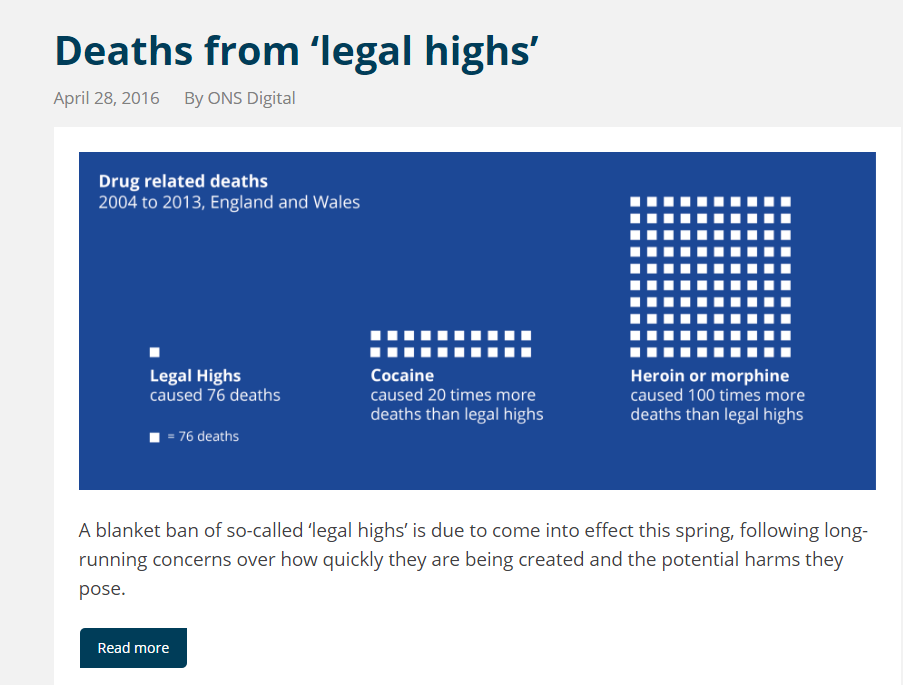 Deaths from ‘legal highs’
April 28, 2016 By ONS Digital
Drug related deaths
2004 to 2013, England and Wales
Legal Highs
caused 76 deaths
= 76 deaths
Cocaine
caused 20 times more
deaths than legal highs
Heroin or morphine
caused 100 times more
deaths than legal highs
A blanket ban of so-called ‘legal highs’ is due to come into effect this spring, following long-
running concerns over how quickly they are being created and the potential harms they
pose.
Read more